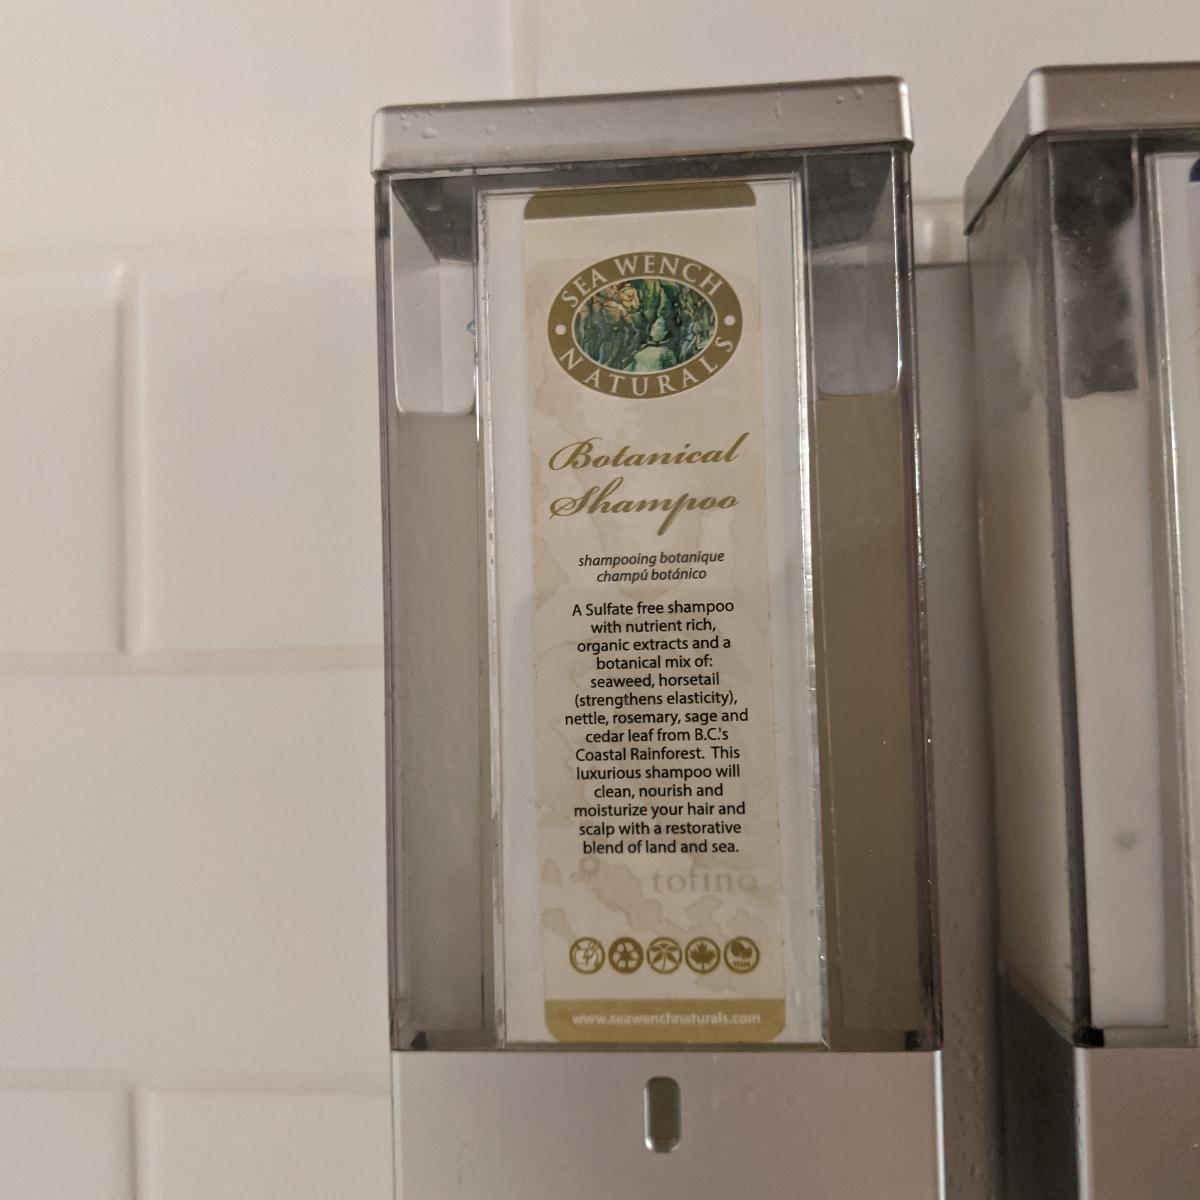 SEA WENCH
NATURALS
Botanical
Shampoo
shampooing botanique
champú botánico
A Sulfate free shampoo
with nutrient rich,
organic extracts and a
botanical mix of:
seaweed, horsetail
(strengthens elasticity),
nettle, rosemary, sage and
cedar leaf from B.C.'s
Coastal Rainforest. This
luxurious shampoo will
clean, nourish and
moisturize your hair and
scalp with a restorative
blend of land and sea.
tofino
www.seawenchnaturals.com